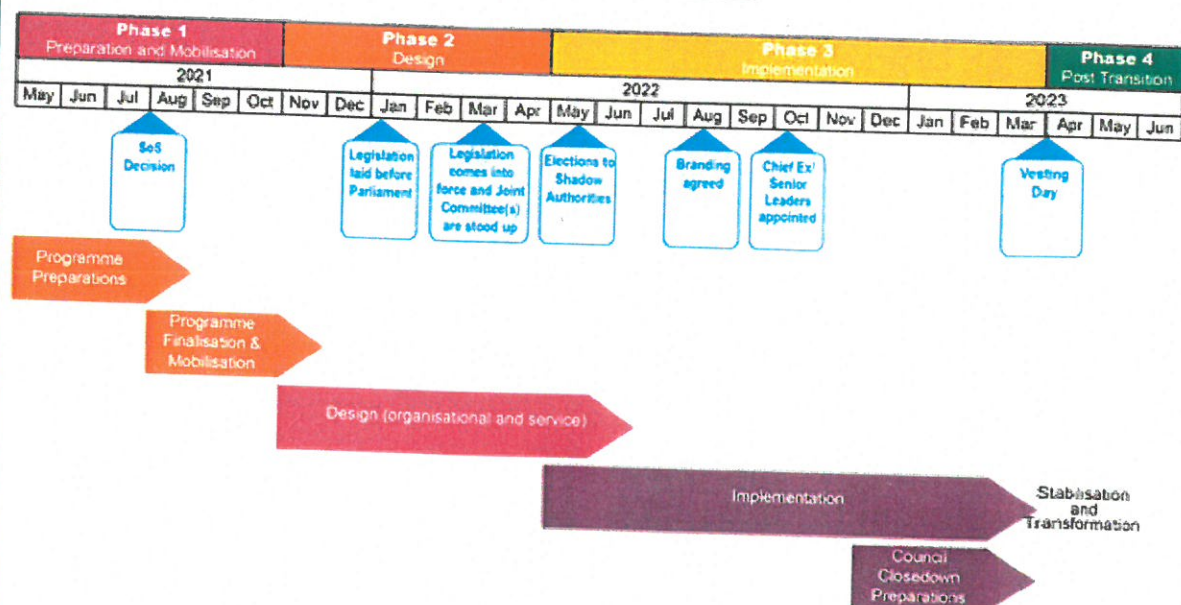 Phase 1
Preparation and Mobilisation
Phase 2
Design
Phase 3
Implementation
Phase 4
Post Transition
2021
2022
2023
May Jun Jul Aug Sep Oct Nov Dec Jan Feb Mar Apr May Jun Jul Aug Sep Oct Nov Dec Jan Feb Mar Apr May Jun
SoS
Decision
Legislation
laid before
Parliament
Legislation
comes into
force and Joint
Committee(s)
are stood up
Elections to
Shadow
Authorities
Branding
agreed
Chief Ex/
Senior
Leaders
appointed
Vesting
Day
Programme
Preparations
Programme
Finalisation &
Mobilisation
Design (organisational and service)
Implementation
Stabilisation
and
Transformation
Council
Closedown
Preparations